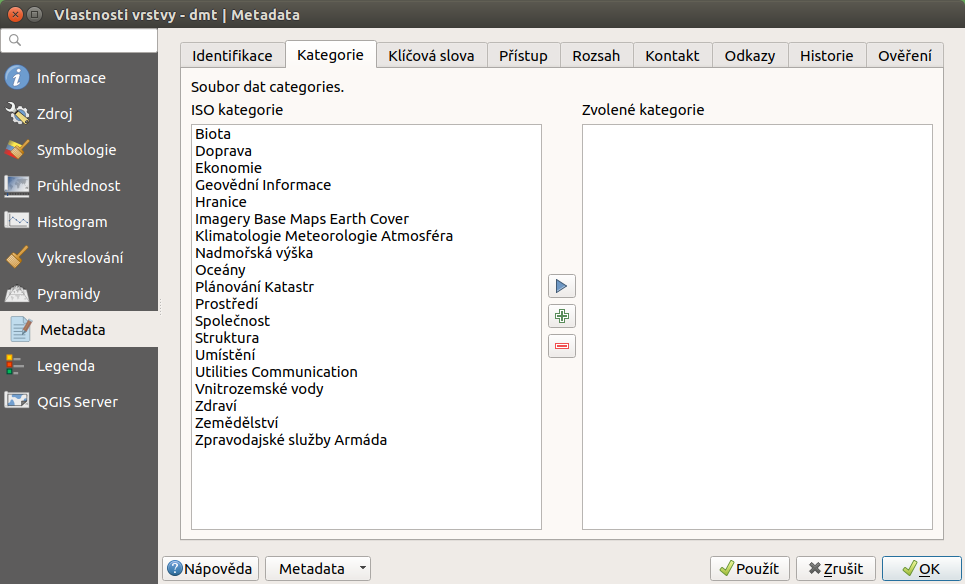 Vlastnosti vrstvy - dmt | Metadata
Informace
Zdroj
Symbologie
Průhlednost
Histogram
Vykreslování
Pyramidy
Metadata
Legenda
QGIS Server
Identifikace
Kategorie
Klíčová slova
Přístup
Rozsah
Kontakt
Odkazy
Historie
Ověření
Soubor dat categories.
ISO kategorie
Biota
Doprava
Ekonomie
Geovědní Informace
Hranice
Imagery Base Maps Earth Cover
Klimatologie Meteorologie Atmosféra
Nadmořská výška
Oceány
Plánování Katastr
Prostředí
Společnost
Struktura
Umístění
Utilities Communication
Vnitrozemské vody
Zdraví
Zemědělství
Zpravodajské služby Armáda
Zvolené kategorie
Nápověda
Metadata
Použít
Zrušit
OK